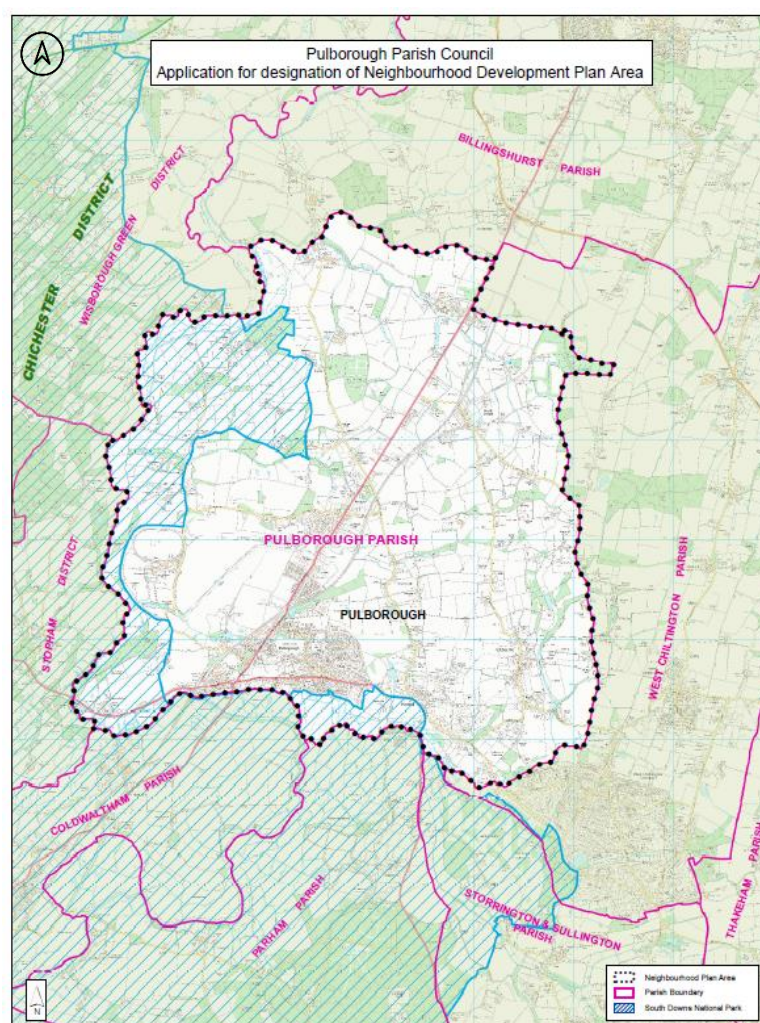 Pulborough Parish Council
Application for designation of Neighbourhood Development Plan Area
BILLINGSHURST PARISH
DISTRICT
CHICHESTER DISTRICT
WISBOROUGH GREEN
PULBOROUGH PARISH
PULBOROUGH
STOPHAM DISTRICT
WEST CHILTINGTON PARISH
COLDWALTHAM PARISH
PARHAM PARISH
STORRINGTON & SULLINGTON
PARISH
THAKEHAM PARISH
N
Neighbourhood Plan Area
Parish Boundary
South Downs National Park